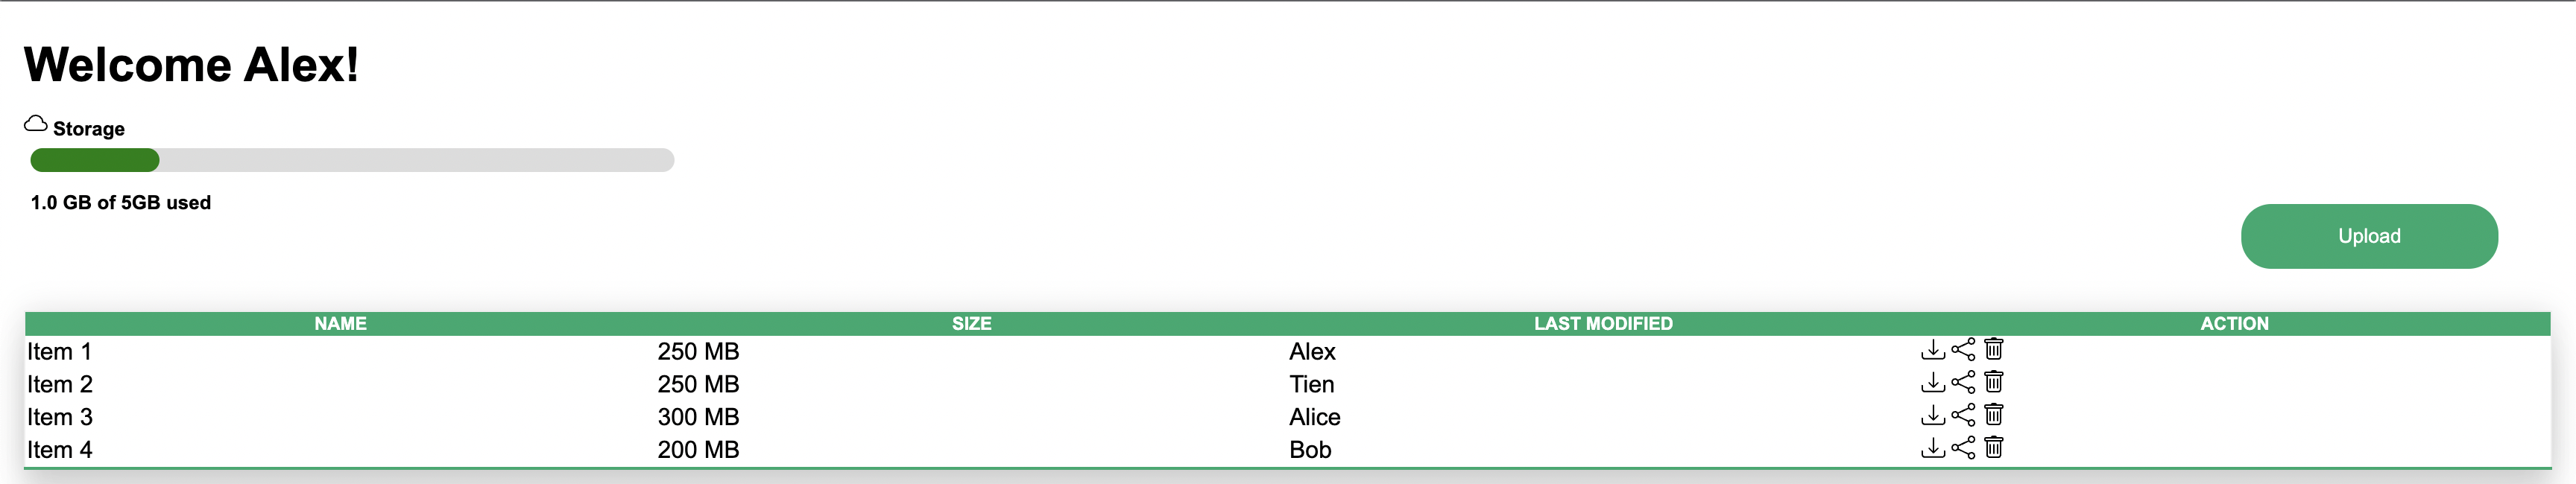 Welcome Alex!
Storage
1.0 GB of 5GB used
Upload
NAME SIZE LAST MODIFIED ACTION
Item 1 250 MB Alex
Item 2 250 MB Tien
Item 3 300 MB Alice
Item 4 200 MB Bob